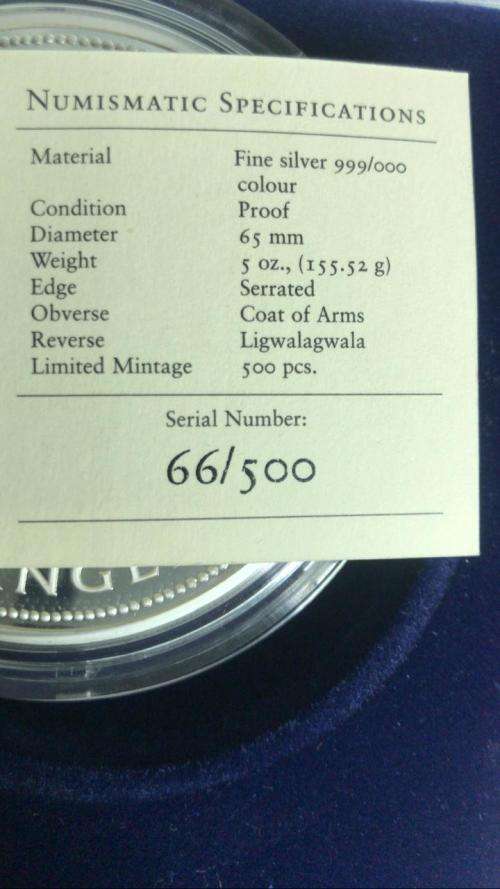 NUMISMATIC SPECIFICATIONS
Material Fine silver 999/000
colour
Condition Proof
Diameter 65 mm
Weight 5 oz., (155.52 g)
Edge Serrated
Obverse Coat of Arms
Reverse Ligwalagwala
Limited Mintage 500 pcs.
Serial Number:
66/500
NGE